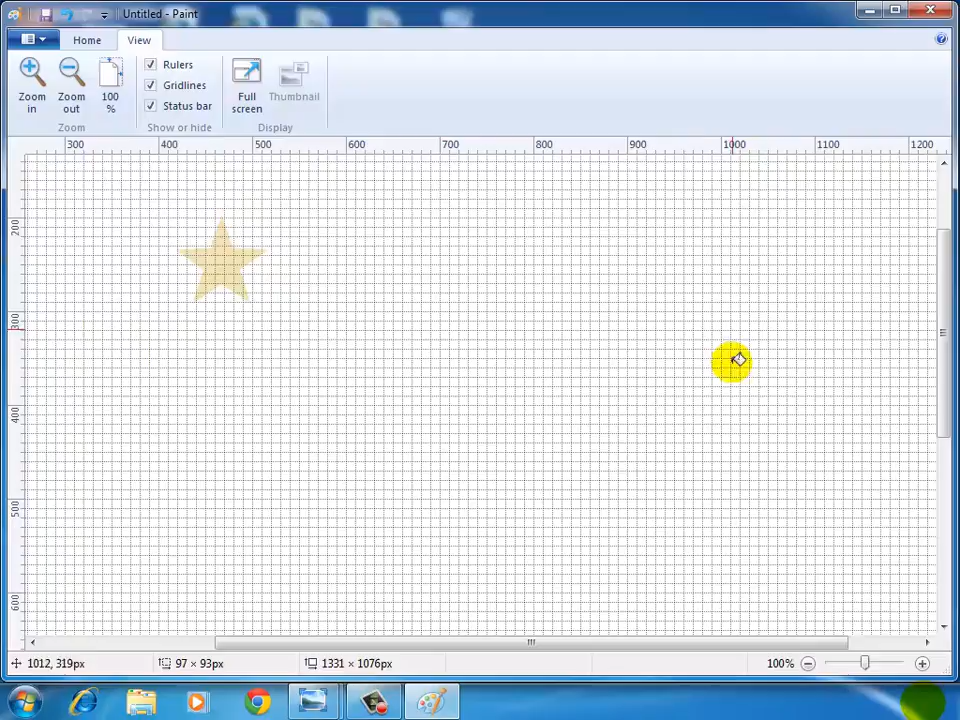 Untitled - Paint
Home View
Zoom in
Zoom out
100 %
Rulers
Gridlines
Status bar
Full screen
Thumbnail
Zoom
Show or hide
Display
300 400 500 600 700 800 900 1000 1100 1200
200
300
400
500
600
1012, 319px
97 × 93px
1331 × 1076px
100%